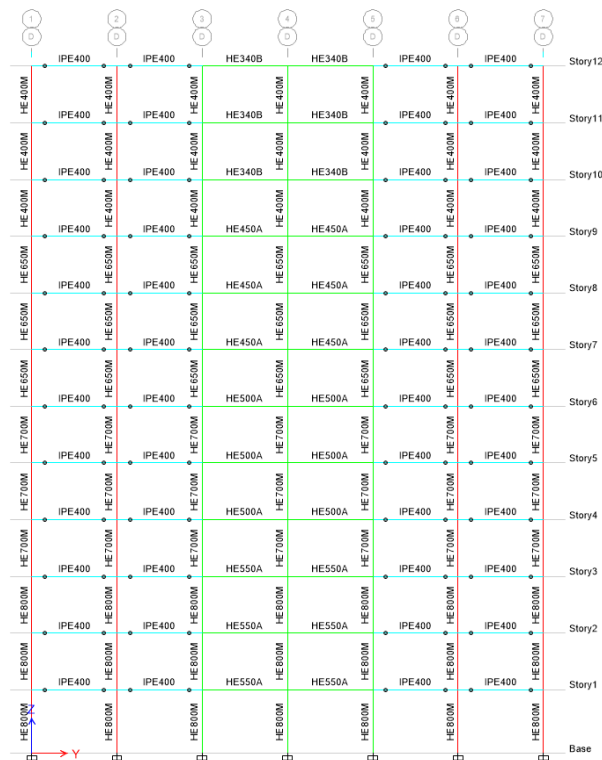 1 2 3 4 5 6 7
D D D D D D D
IPE400 IPE400 HE340B HE340B IPE400 IPE400 Story12
HE400M HE400M HE400M HE400M HE400M HE400M HE400M
IPE400 IPE400 HE340B HE340B IPE400 IPE400 Story11
HE400M HE400M HE400M HE400M HE400M HE400M HE400M
IPE400 IPE400 HE340B HE340B IPE400 IPE400 Story10
HE400M HE400M HE400M HE400M HE400M HE400M HE400M
IPE400 IPE400 HE450A HE450A IPE400 IPE400 Story9
HE650M HE650M HE650M HE650M HE650M HE650M HE650M
IPE400 IPE400 HE450A HE450A IPE400 IPE400 Story8
HE650M HE650M HE650M HE650M HE650M HE650M HE650M
IPE400 IPE400 HE450A HE450A IPE400 IPE400 Story7
HE650M HE650M HE650M HE650M HE650M HE650M HE650M
IPE400 IPE400 HE500A HE500A IPE400 IPE400 Story6
HE700M HE700M HE700M HE700M HE700M HE700M HE700M
IPE400 IPE400 HE500A HE500A IPE400 IPE400 Story5
HE700M HE700M HE700M HE700M HE700M HE700M HE700M
IPE400 IPE400 HE500A HE500A IPE400 IPE400 Story4
HE700M HE700M HE700M HE700M HE700M HE700M HE700M
IPE400 IPE400 HE550A HE550A IPE400 IPE400 Story3
HE800M HE800M HE800M HE800M HE800M HE800M HE800M
IPE400 IPE400 HE550A HE550A IPE400 IPE400 Story2
HE800M HE800M HE800M HE800M HE800M HE800M HE800M
IPE400 IPE400 HE550A HE550A IPE400 IPE400 Story1
Z
HE800M HE800M HE800M HE800M HE800M HE800M HE800M
Y Base